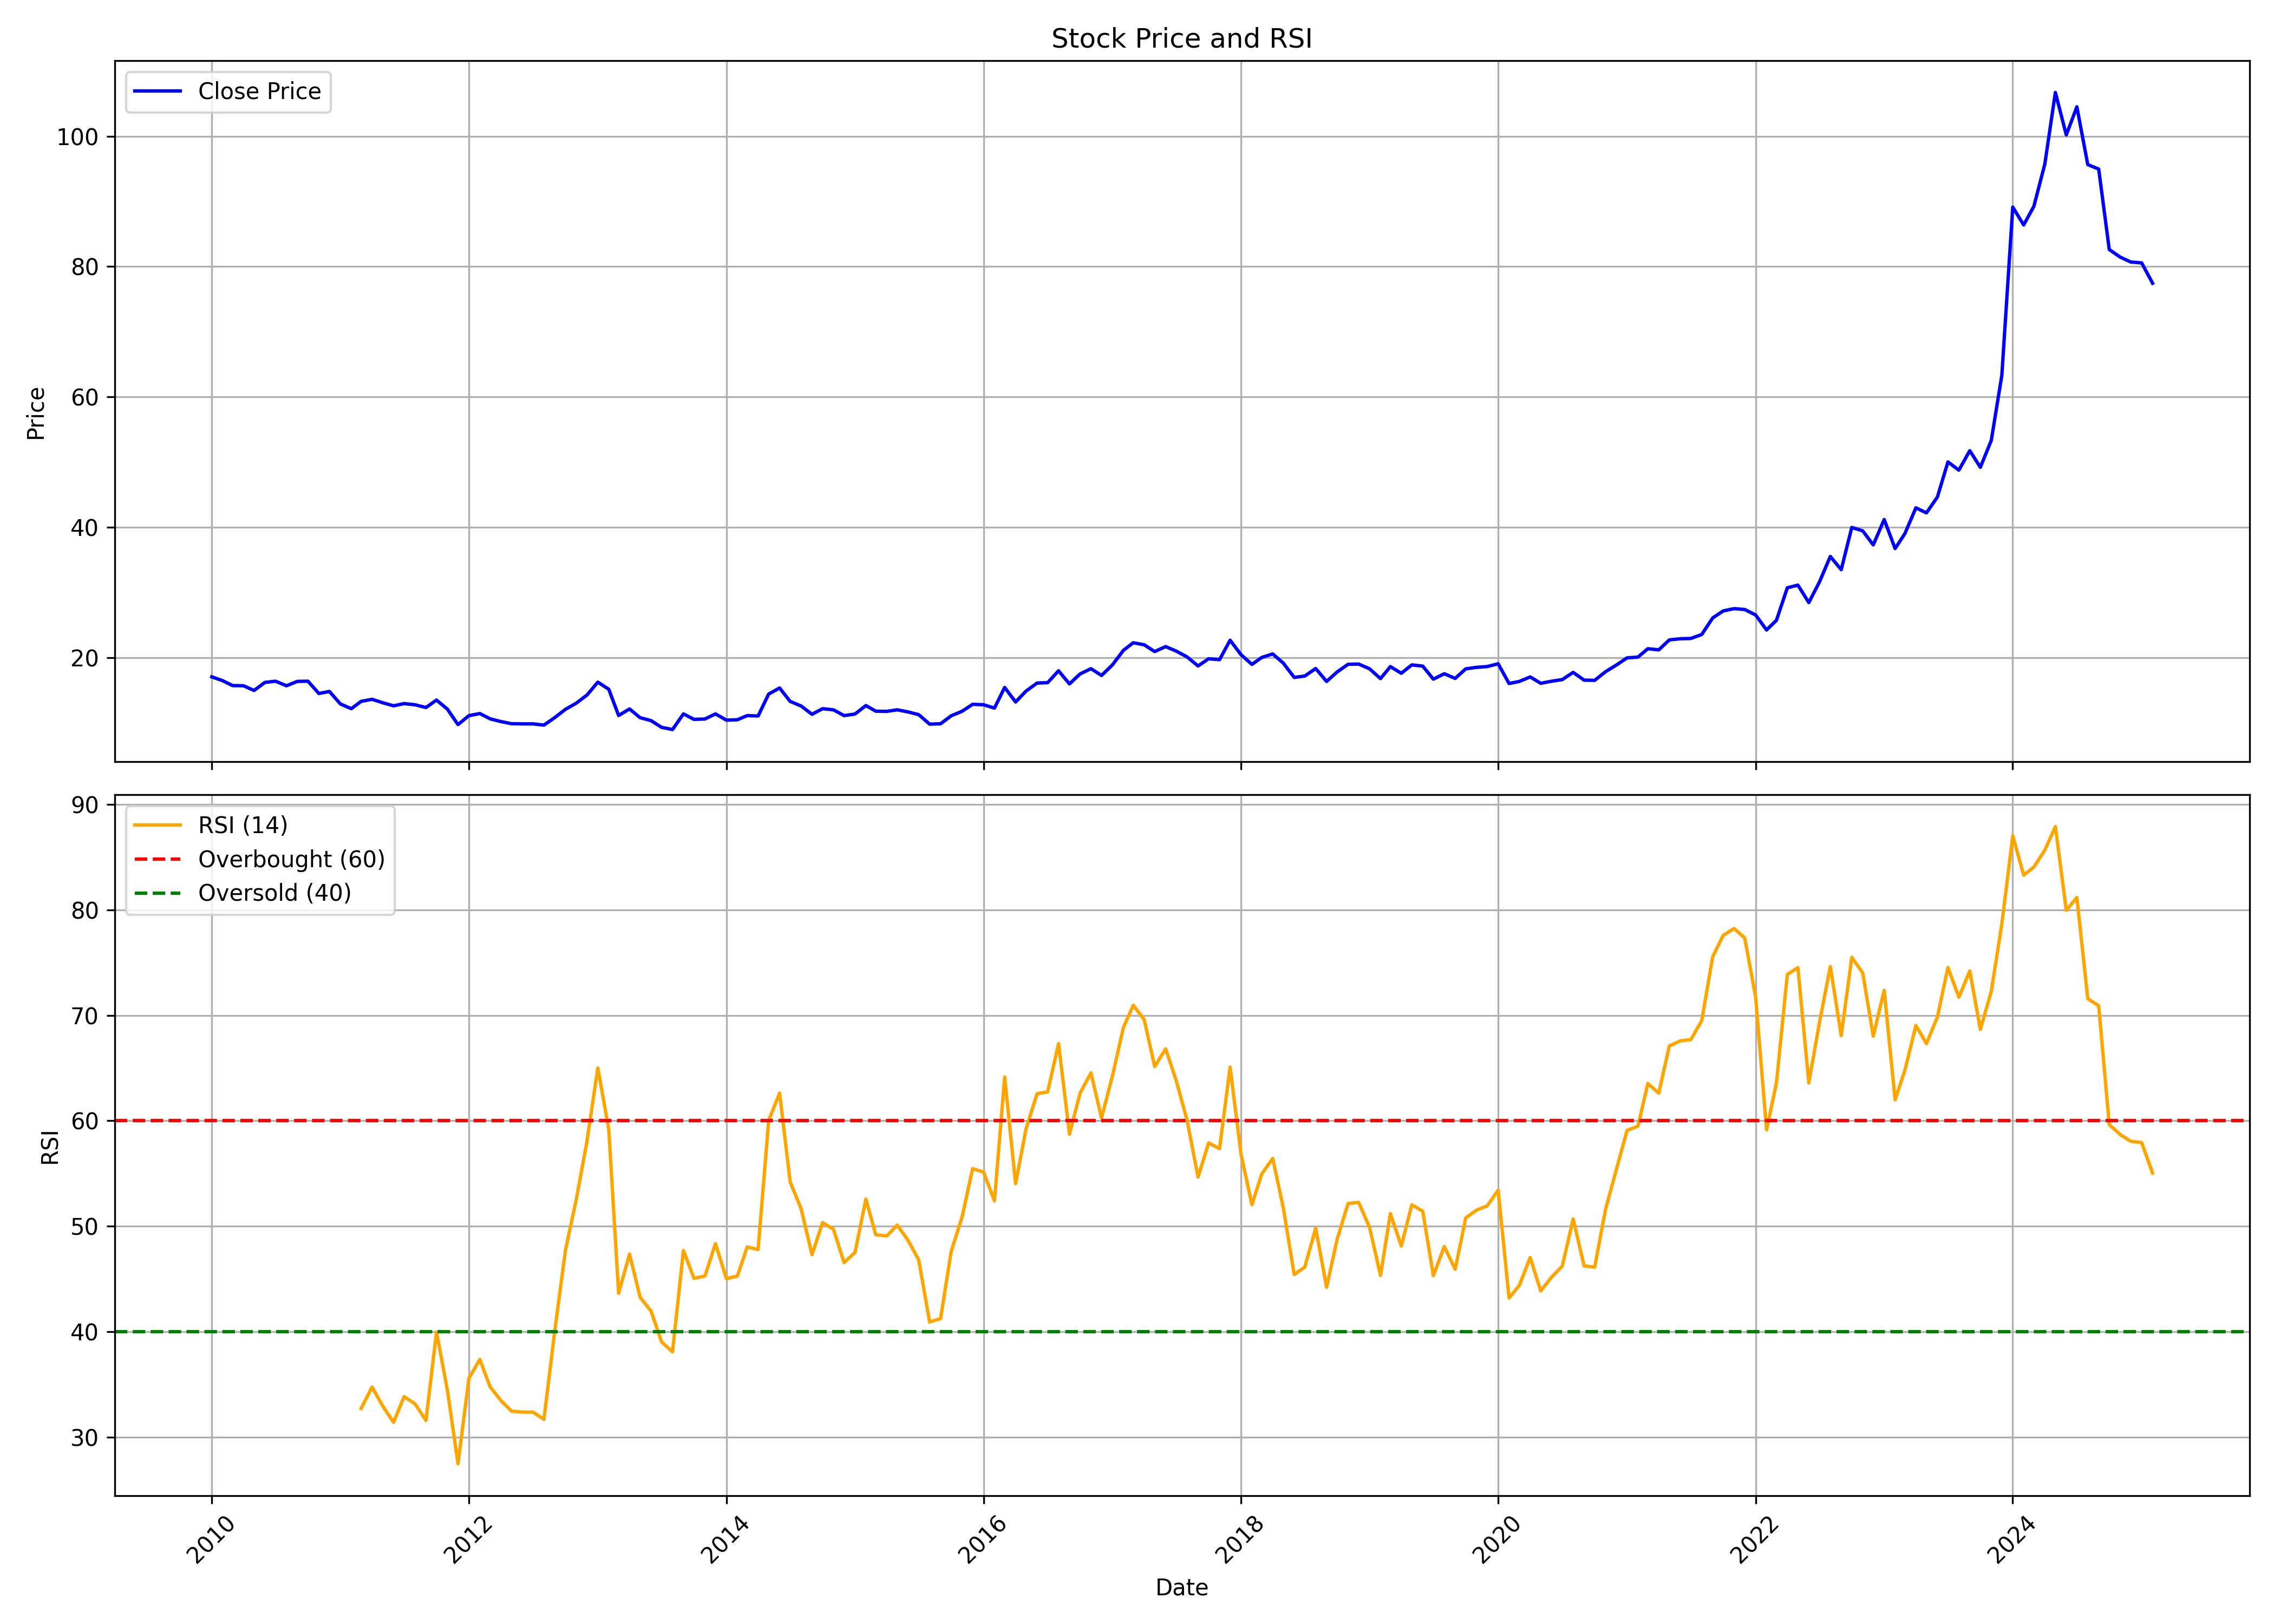 Stock Price and RSI
Close Price
100
80
60
40
20
Price
90
80
70
60
50
40
30
RSI
RSI (14)
Overbought (60)
Oversold (40)
2010
2012
2014
2016
2018
2020
2022
2024
Date